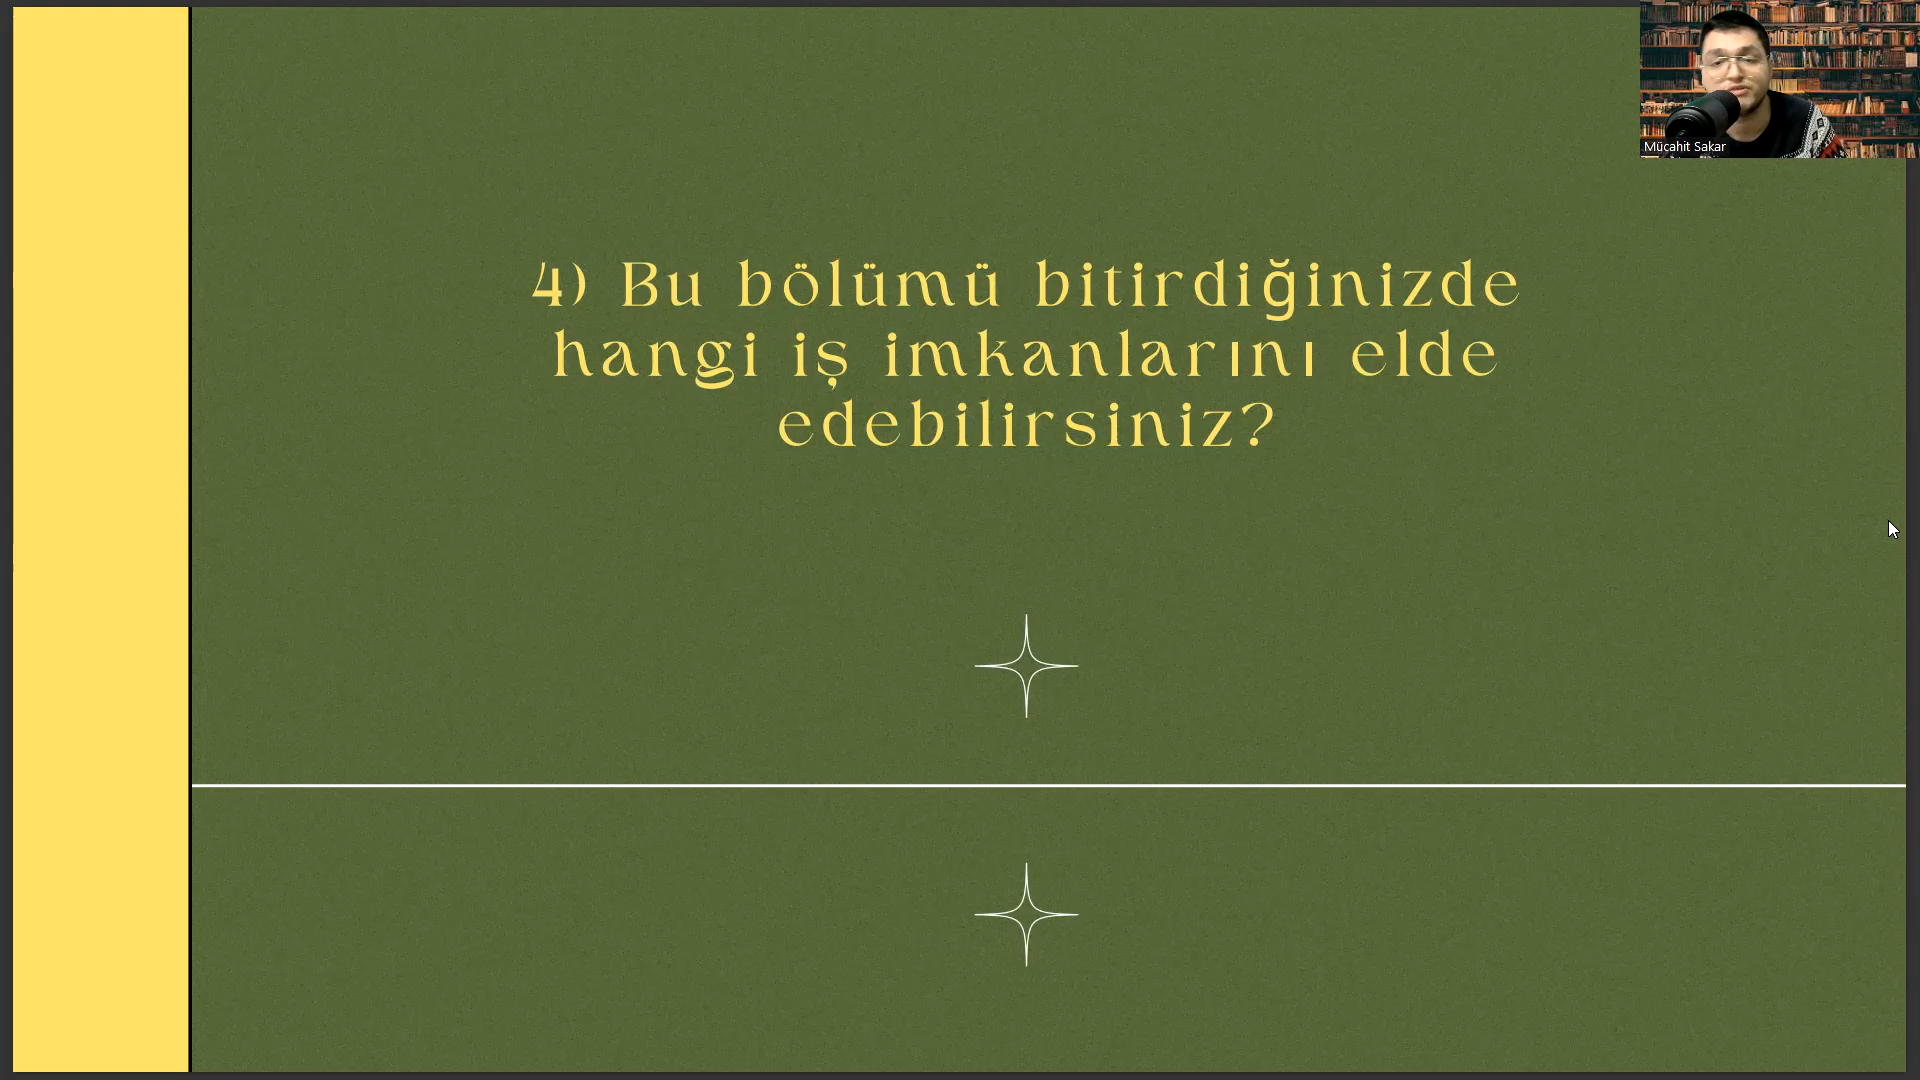 4) Bu bölümü bitirdiğinizde
hangi iş imkanlarını elde
edebilirsiniz?
Mücahit Sakar